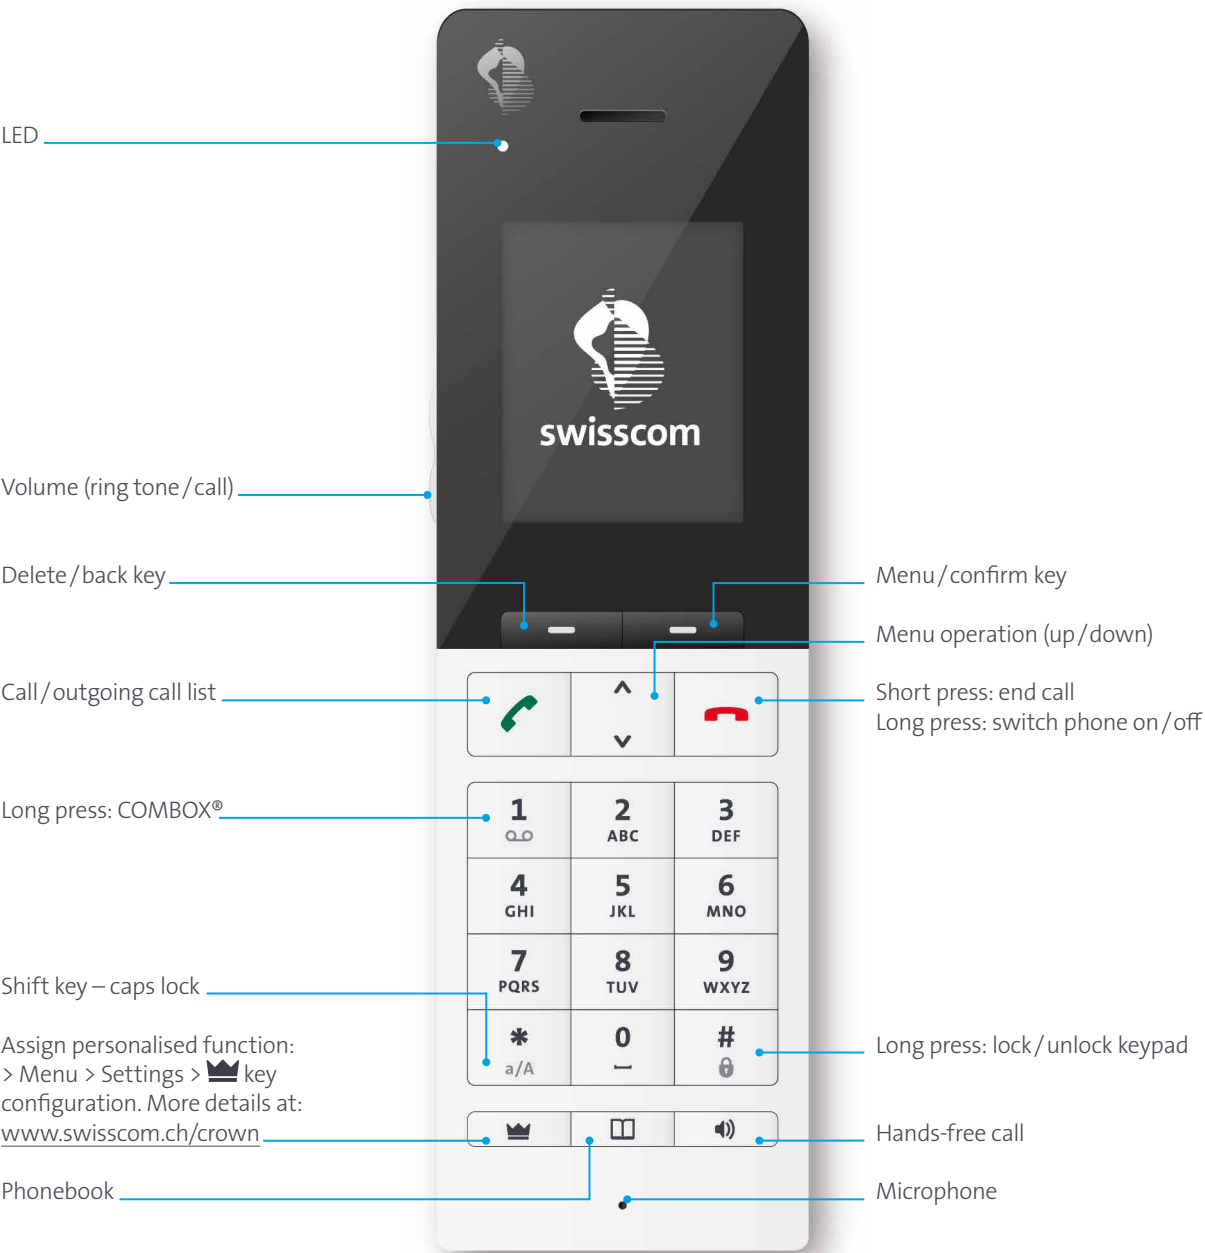 LED
swisscom
Volume (ring tone/call)
Delete/back key
Menu/confirm key
Menu operation (up/down)
Call/outgoing call list
Short press: end call
Long press: switch phone on/off
Long press: COMBOX®
1
2
ABC
3
DEF
4
GHI
5
JKL
6
MNO
7
PQRS
8
TUV
9
WXYZ
Shift key – caps lock
*
a/A
0
#
Assign personalised function:
> Menu > Settings > key
configuration. More details at:
www.swisscom.ch/crown
Long press: lock/unlock keypad
Hands-free call
Phonebook
Microphone